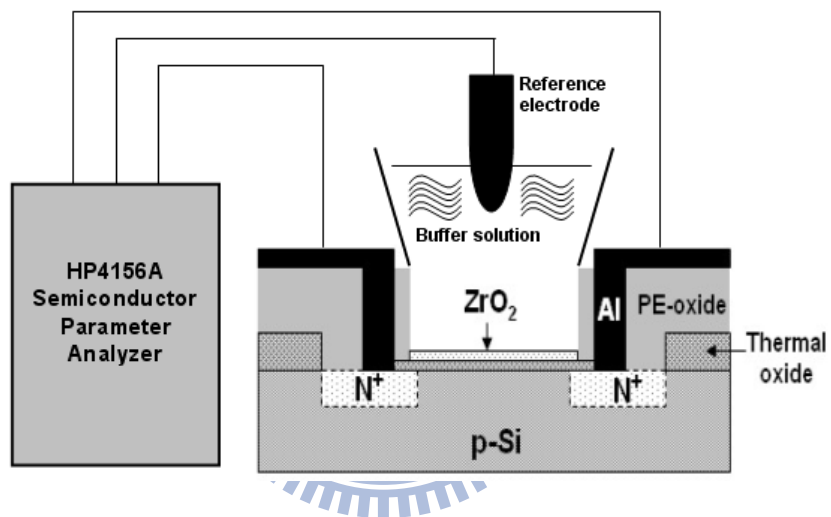 Reference
electrode
Buffer solution
HP4156A
Semiconductor
Parameter
Analyzer
ZrO₂
Al
PE-oxide
Thermal
oxide
N⁺
N⁺
p-Si